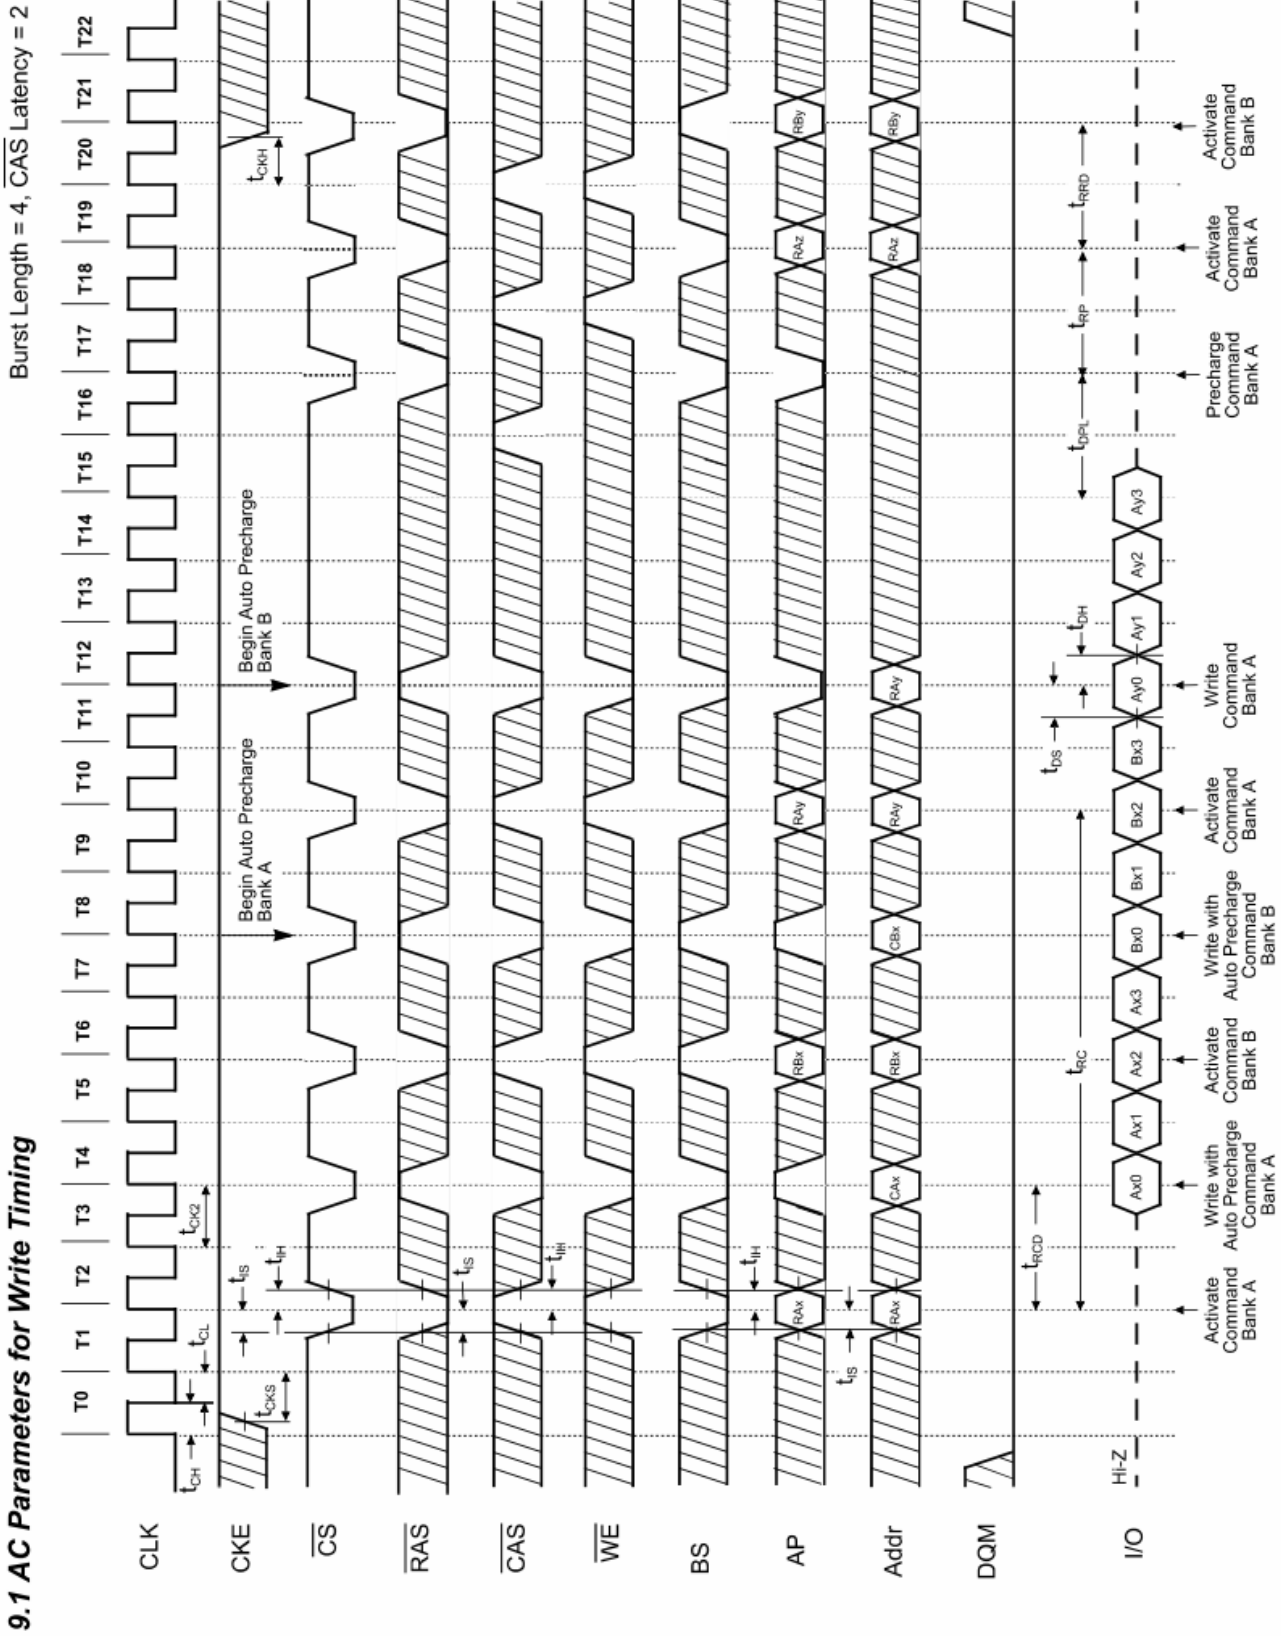 9.1 AC Parameters for Write Timing
Burst Length = 4, CAS Latency = 2
T0 T1 T2 T3 T4 T5 T6 T7 T8 T9 T10 T11 T12 T13 T14 T15 T16 T17 T18 T19 T20 T21 T22
CLK
tCH tCL tCK2
CKE
tCKS tIS tIH
Begin Auto Precharge
Bank A
Begin Auto Precharge
Bank B
tCKH
CS
RAS
tIS
CAS
tIH
WE
BS
tIH
AP
RAx RBx RAy RAz RBy
tIS
Addr
RAx CAx RBx CBx RAy RAy RAz RBy
DQM
tRCD
tDS
tRC
tDH
tDPL
tRP
tRRD
I/O
Hi-Z
Ax0 Ax1 Ax2 Ax3 Bx0 Bx1 Bx2 Bx3 Ay0 Ay1 Ay2 Ay3
Activate
Command
Bank A
Write with
Auto Precharge
Command
Bank A
Activate
Command
Bank B
Write with
Auto Precharge
Command
Bank B
Activate
Command
Bank A
Write
Command
Bank A
Precharge
Command
Bank A
Activate
Command
Bank A
Activate
Command
Bank B